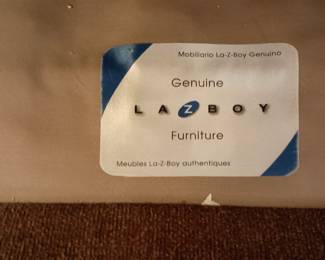 Mobiliario La-Z-Boy Genuino
Genuine
LAZBOY
Furniture
Meubles La-Z-Boy authentiques